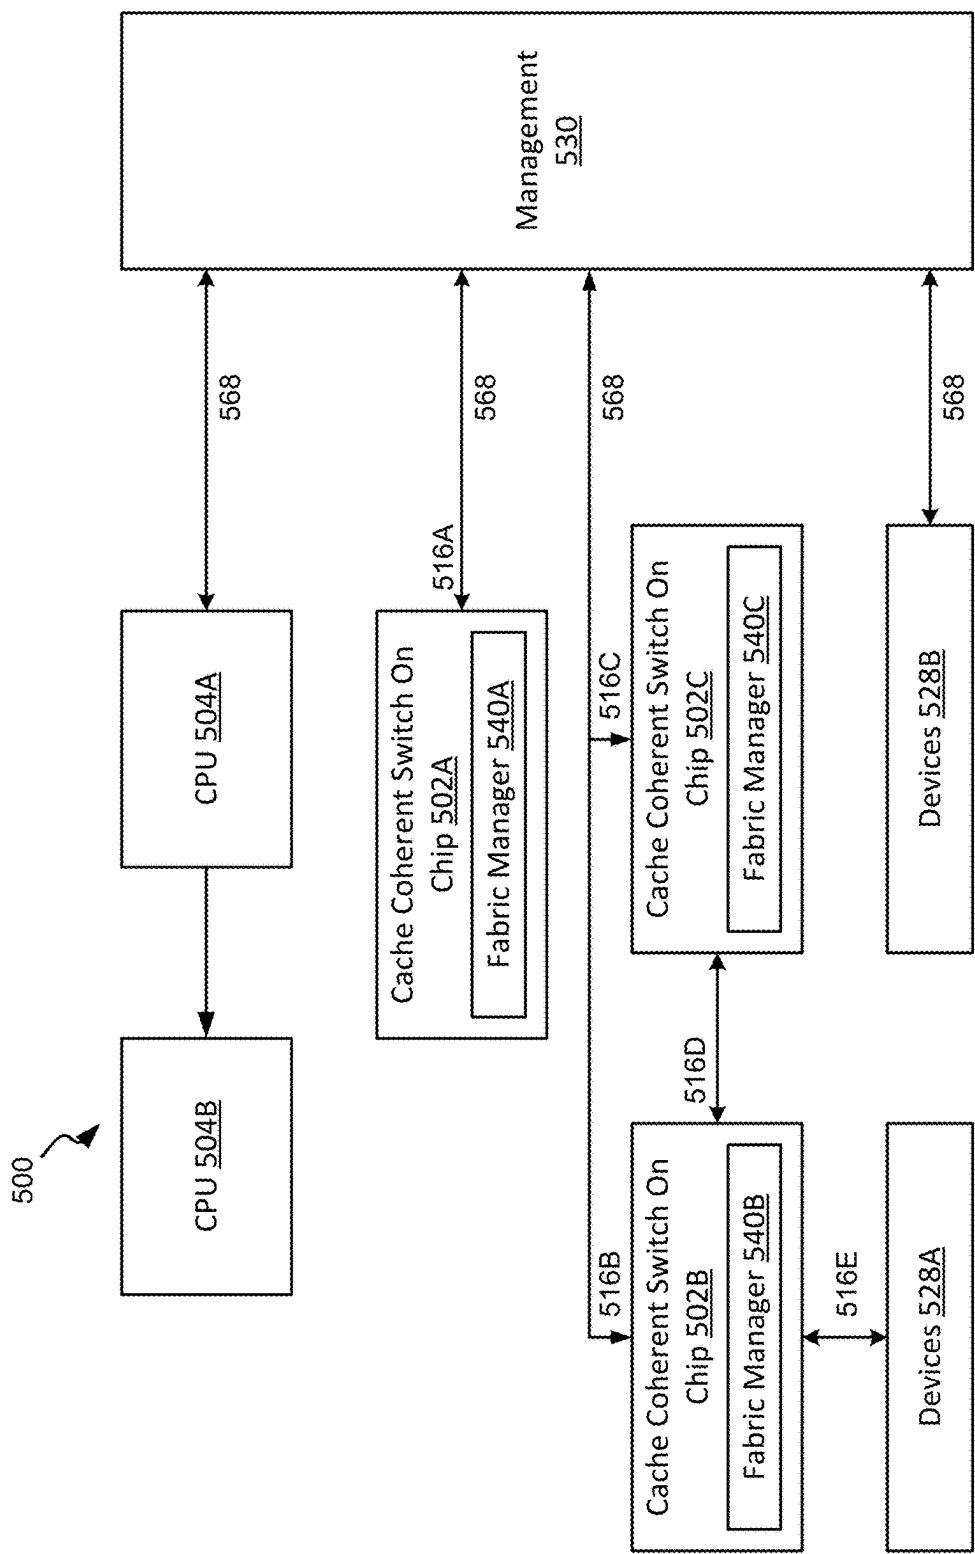 500
CPU 504B
CPU 504A
568
Management
530
Cache Coherent Switch On
Chip 502A
Fabric Manager 540A
516A
568
516B
516C
568
Cache Coherent Switch On
Chip 502B
Fabric Manager 540B
516D
Cache Coherent Switch On
Chip 502C
Fabric Manager 540C
516E
Devices 528A
Devices 528B
568